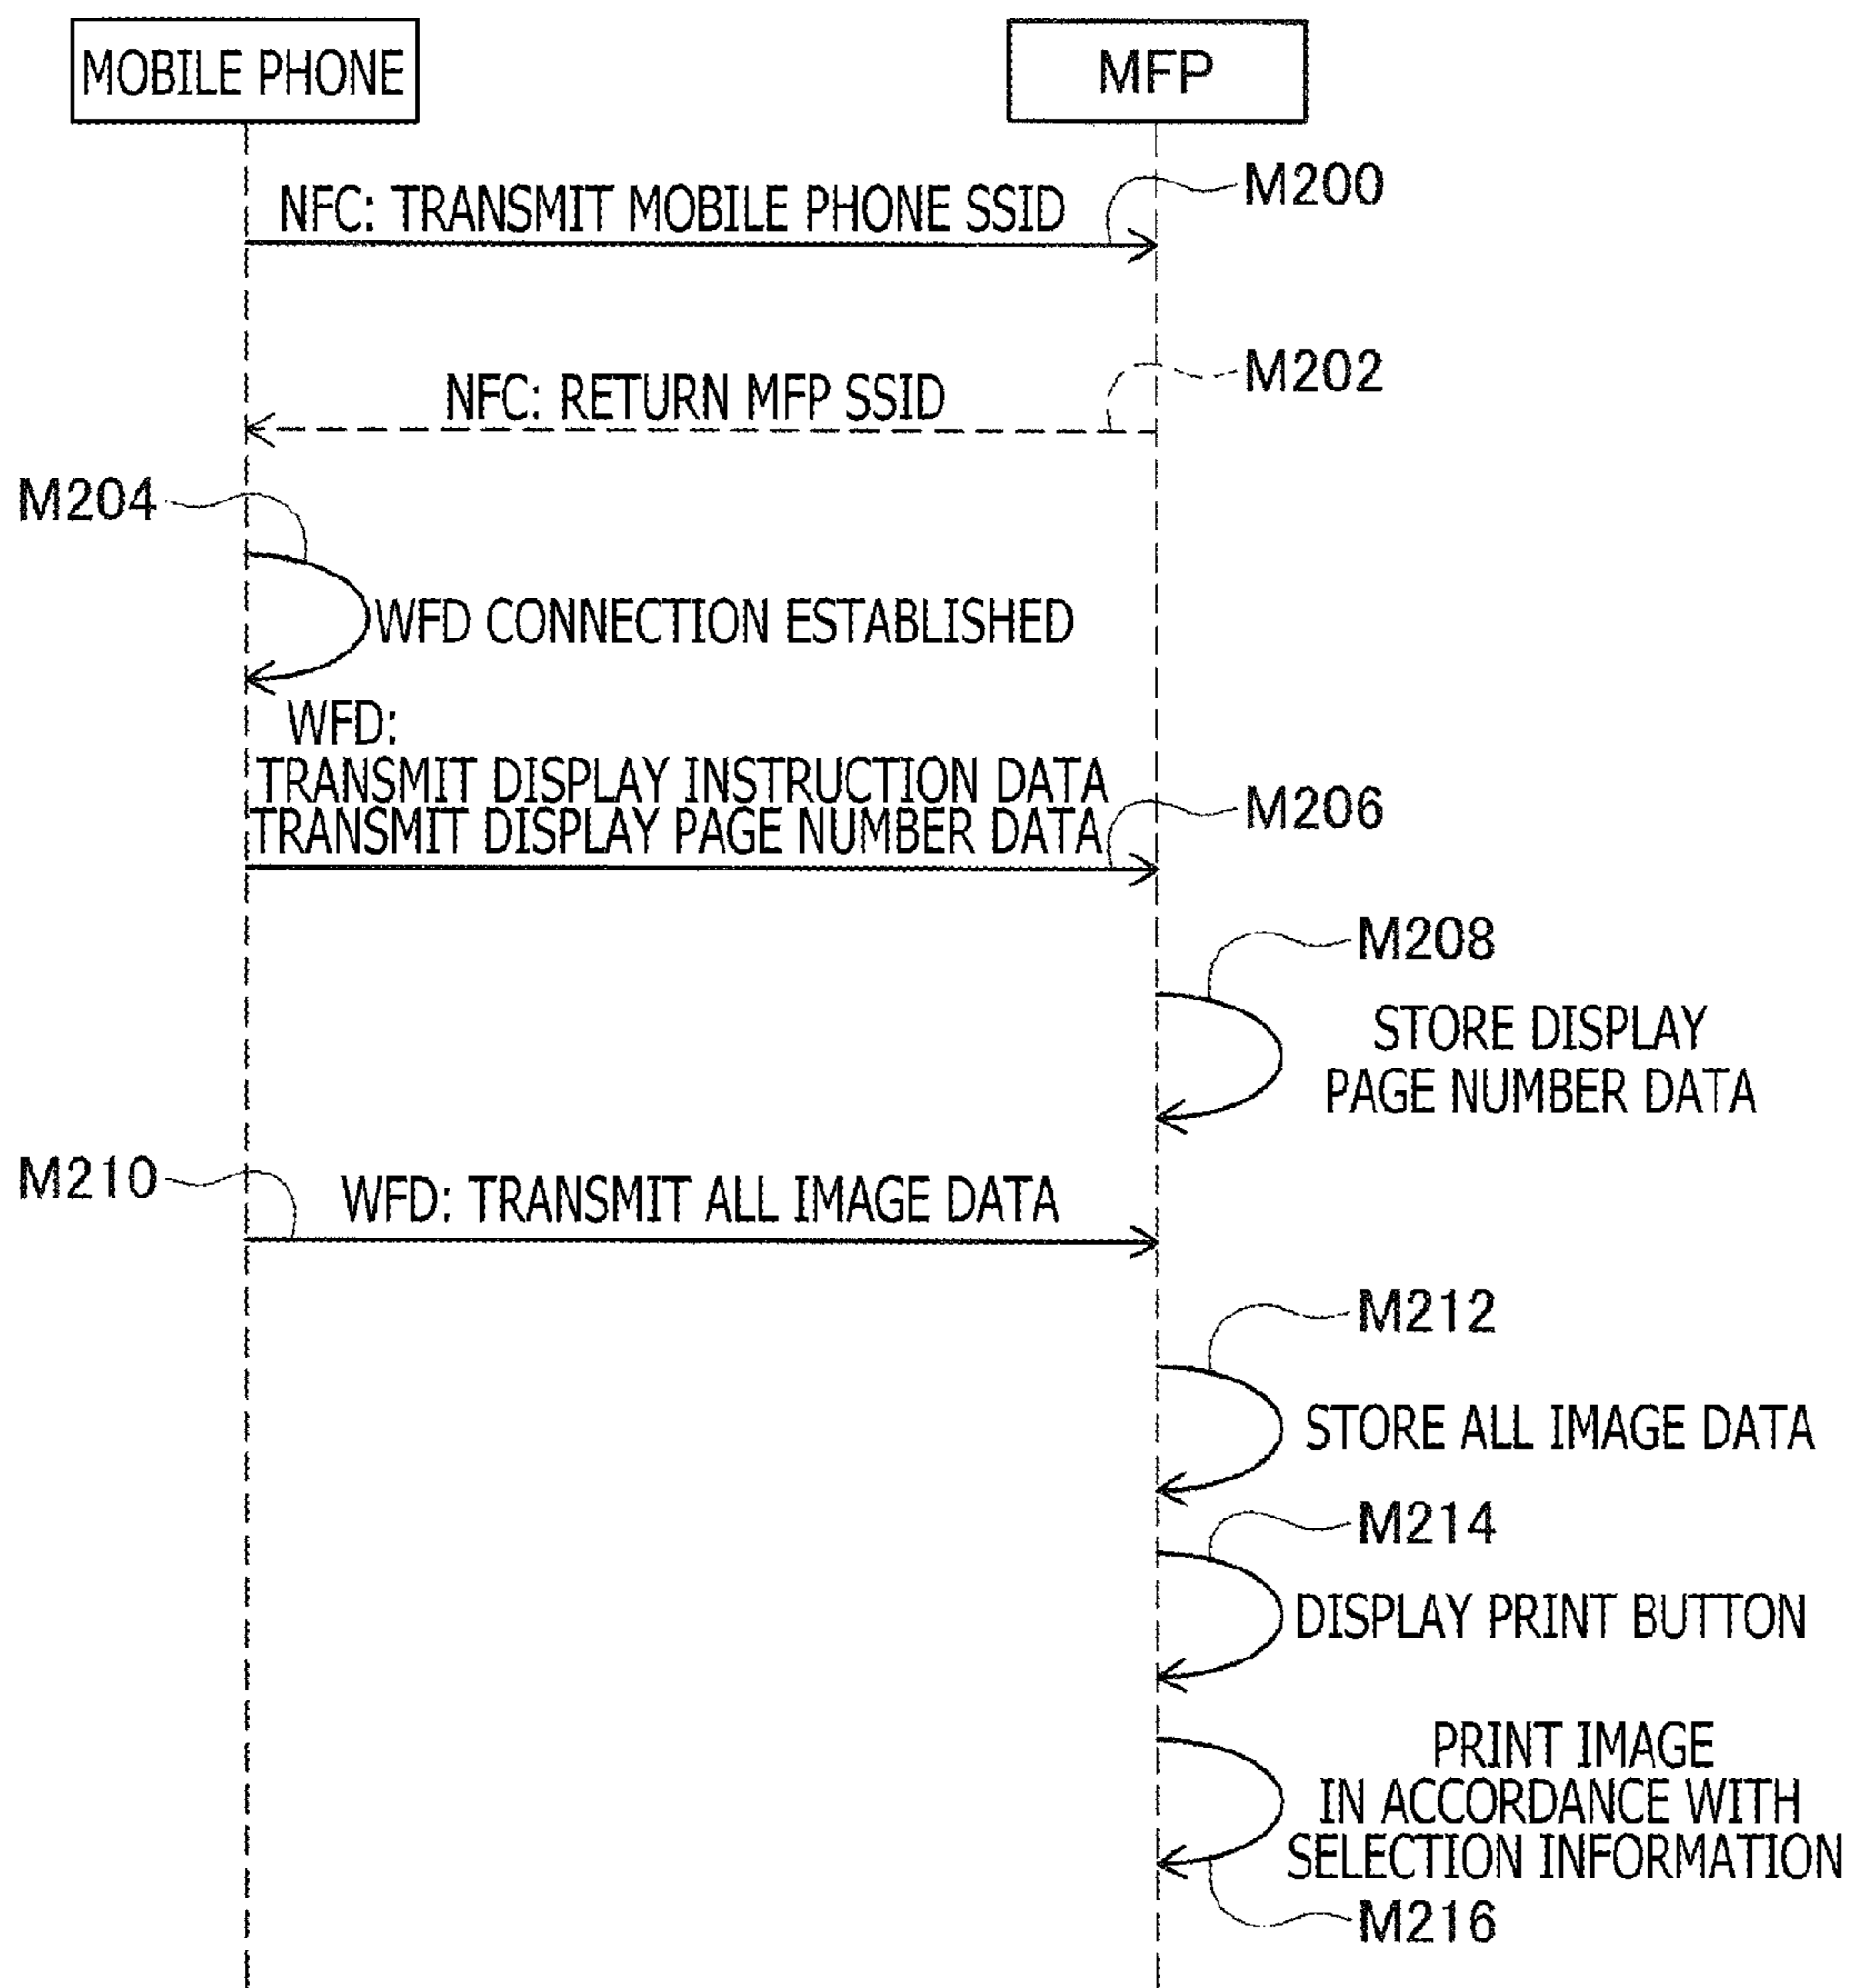 MOBILE PHONE
MFP
NFC: TRANSMIT MOBILE PHONE SSID
M200
NFC: RETURN MFP SSID
M202
M204
WFD CONNECTION ESTABLISHED
WFD:
TRANSMIT DISPLAY INSTRUCTION DATA
TRANSMIT DISPLAY PAGE NUMBER DATA
M206
M208
STORE DISPLAY
PAGE NUMBER DATA
M210
WFD: TRANSMIT ALL IMAGE DATA
M212
STORE ALL IMAGE DATA
M214
DISPLAY PRINT BUTTON
PRINT IMAGE
IN ACCORDANCE WITH
SELECTION INFORMATION
M216